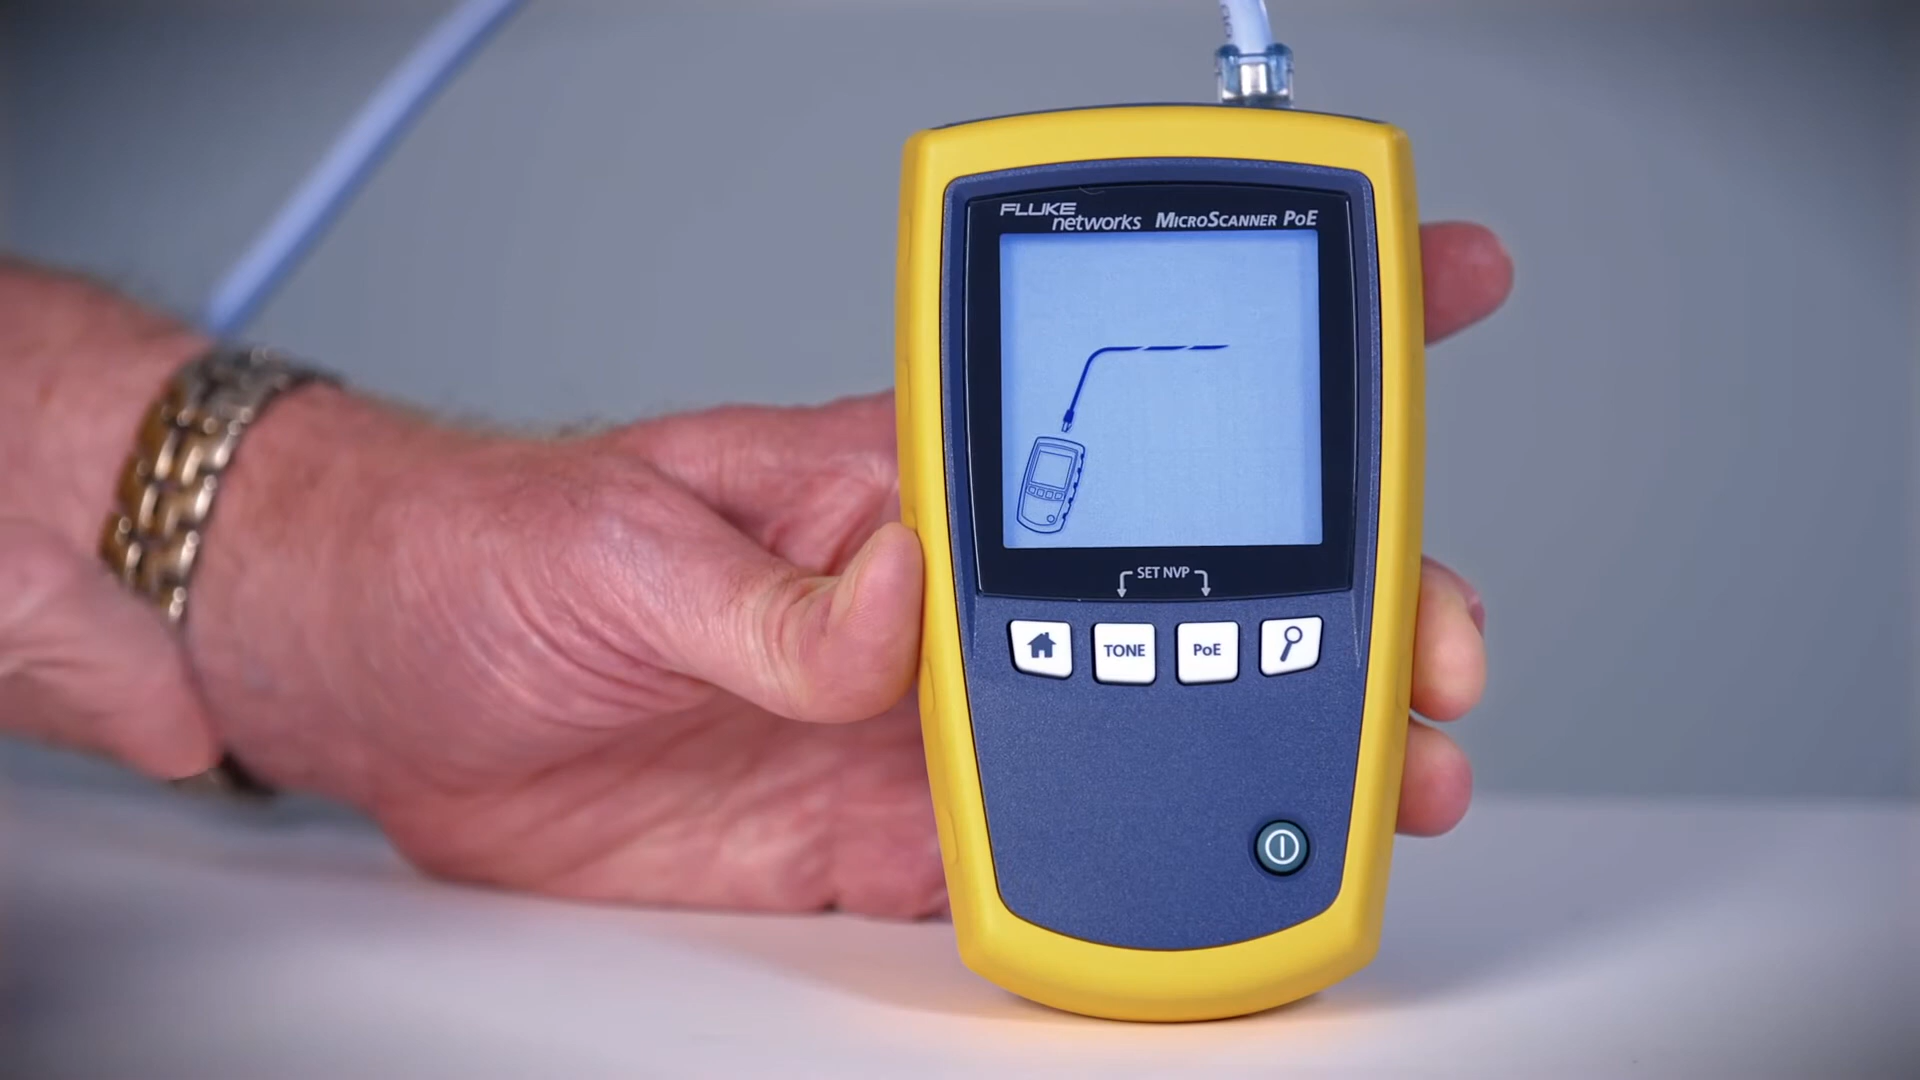 FLUKE
networks MICROSCANNER PoE
SET NVP
TONE
PoE